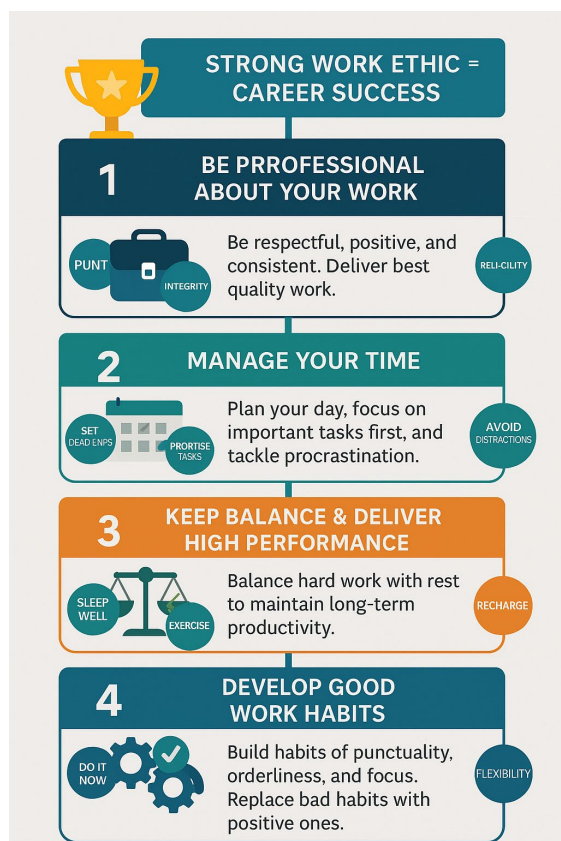 STRONG WORK ETHIC =
CAREER SUCCESS
1
BE PRROFESSIONAL
ABOUT YOUR WORK
PUNT
INTEGRITY
Be respectful, positive, and
consistent. Deliver best
quality work.
RELI-CILITY
2
MANAGE YOUR TIME
SET
DEAD ENPS
PRORTISE
TASKS
Plan your day, focus on
important tasks first, and
tackle procrastination.
AVOID
DISTRACTIONS
3
KEEP BALANCE & DELIVER
HIGH PERFORMANCE
SLEEP
WELL
EXERCISE
Balance hard work with rest
to maintain long-term
productivity.
RECHARGE
4
DEVELOP GOOD
WORK HABITS
DO IT
NOW
Build habits of punctuality,
orderliness, and focus.
Replace bad habits with
positive ones.
FLEXIBILITY